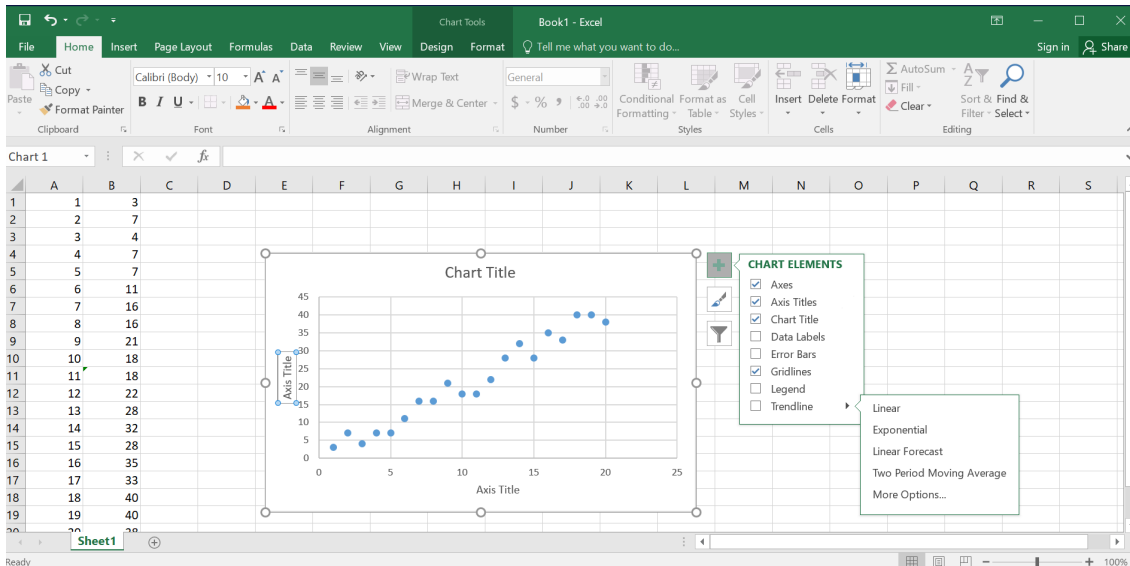 Chart Tools Book1 - Excel
File Home Insert Page Layout Formulas Data Review View Design Format Tell me what you want to do... Sign in Share
Paste Cut Calibri (Body) 10 A A Wrap Text General Conditional Formatting Format as Table Cell Styles Insert Delete Format AutoSum Sort & Filter Find & Select
Copy Fill
Format Painter B I U A Merge & Center $ % Clear
Clipboard Font Alignment Number Styles Cells Editing
Chart 1 fx
A B C D E F G H I J K L M N O P Q R S
1 1 3
2 2 7
3 3 4
4 4 7
5 5 7
6 6 11
7 7 16
8 8 16
9 9 21
10 10 18
11 11 18
12 12 22
13 13 28
14 14 32
15 15 28
16 16 35
17 17 33
18 18 40
19 19 40
20 20 38
Chart Title
45
40
35
30
25
20
15
10
5
0
Axis Title
0 5 10 15 20 25
Axis Title
CHART ELEMENTS
Axes
Axis Titles
Chart Title
Data Labels
Error Bars
Gridlines
Legend
Trendline
Linear
Exponential
Linear Forecast
Two Period Moving Average
More Options...
Sheet1
Ready 100%